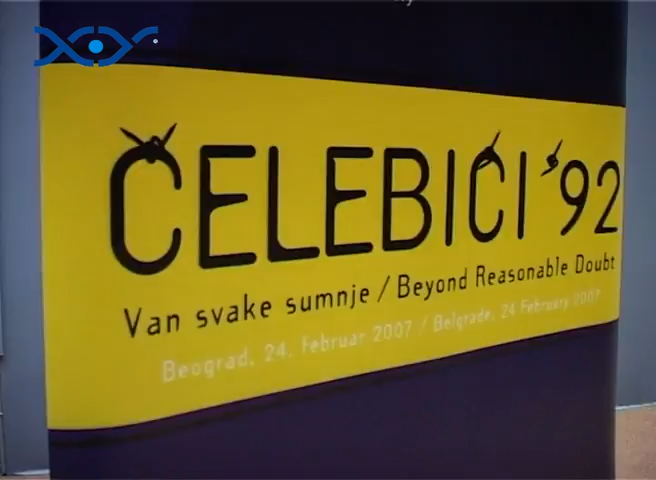 ČELEBIĆI '92
Van svake sumnje / Beyond Reasonable Doubt
Beograd, 24. februar 2007 / Belgrade, 24 February 2007